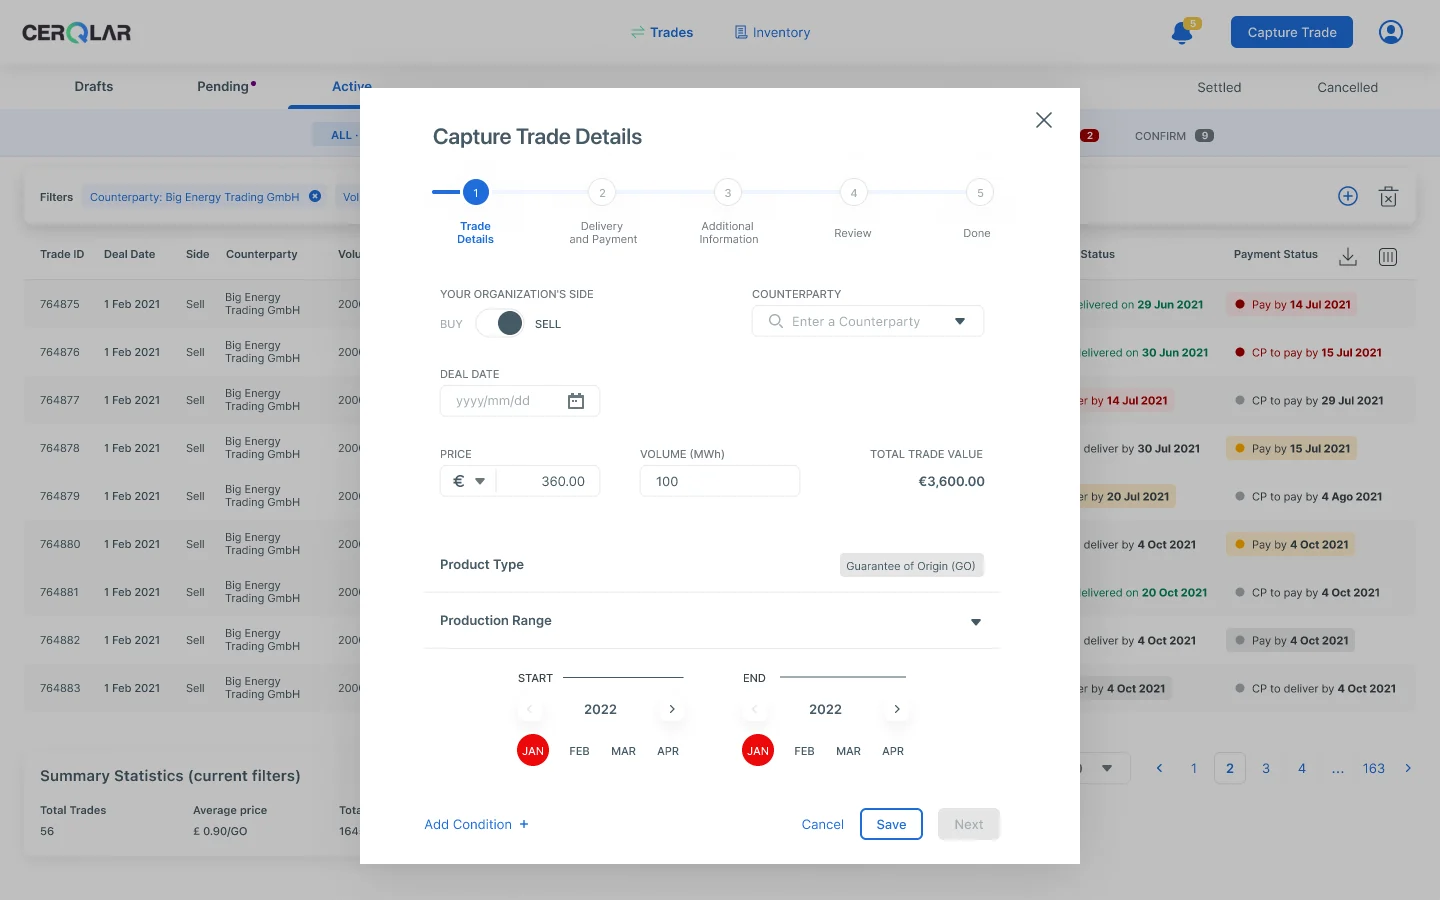 CERQLAR
Trades
Inventory
5
Capture Trade
Drafts
Pending
Active
Settled
Cancelled
ALL ·
2
CONFIRM 9
Filters
Counterparty: Big Energy Trading GmbH
Vol
Trade ID Deal Date Side Counterparty Volu
Status
Payment Status
764875 1 Feb 2021 Sell Big Energy Trading GmbH 2000
elivered on 29 Jun 2021
Pay by 14 Jul 2021
764876 1 Feb 2021 Sell Big Energy Trading GmbH 2000
elivered on 30 Jun 2021
CP to pay by 15 Jul 2021
764877 1 Feb 2021 Sell Big Energy Trading GmbH 2000
er by 14 Jul 2021
CP to pay by 29 Jul 2021
764878 1 Feb 2021 Sell Big Energy Trading GmbH 2000
deliver by 30 Jul 2021
Pay by 15 Jul 2021
764879 1 Feb 2021 Sell Big Energy Trading GmbH 2000
er by 20 Jul 2021
CP to pay by 4 Ago 2021
764880 1 Feb 2021 Sell Big Energy Trading GmbH 2000
deliver by 4 Oct 2021
Pay by 4 Oct 2021
764881 1 Feb 2021 Sell Big Energy Trading GmbH 2000
elivered on 20 Oct 2021
CP to pay by 4 Oct 2021
764882 1 Feb 2021 Sell Big Energy Trading GmbH 2000
deliver by 4 Oct 2021
Pay by 4 Oct 2021
764883 1 Feb 2021 Sell Big Energy Trading GmbH 2000
er by 4 Oct 2021
CP to deliver by 4 Oct 2021
Summary Statistics (current filters)
Total Trades Average price Tota
56 £ 0.90/GO 164
1 2 3 4 ... 163
Capture Trade Details
1 2 3 4 5
Trade Details
Delivery and Payment
Additional Information
Review
Done
YOUR ORGANIZATION'S SIDE
BUY SELL
COUNTERPARTY
Enter a Counterparty
DEAL DATE
yyyy/mm/dd
PRICE
€ 360.00
VOLUME (MWh)
100
TOTAL TRADE VALUE
€3,600.00
Product Type
Guarantee of Origin (GO)
Production Range
START
2022
JAN FEB MAR APR
END
2022
JAN FEB MAR APR
Add Condition +
Cancel
Save
Next